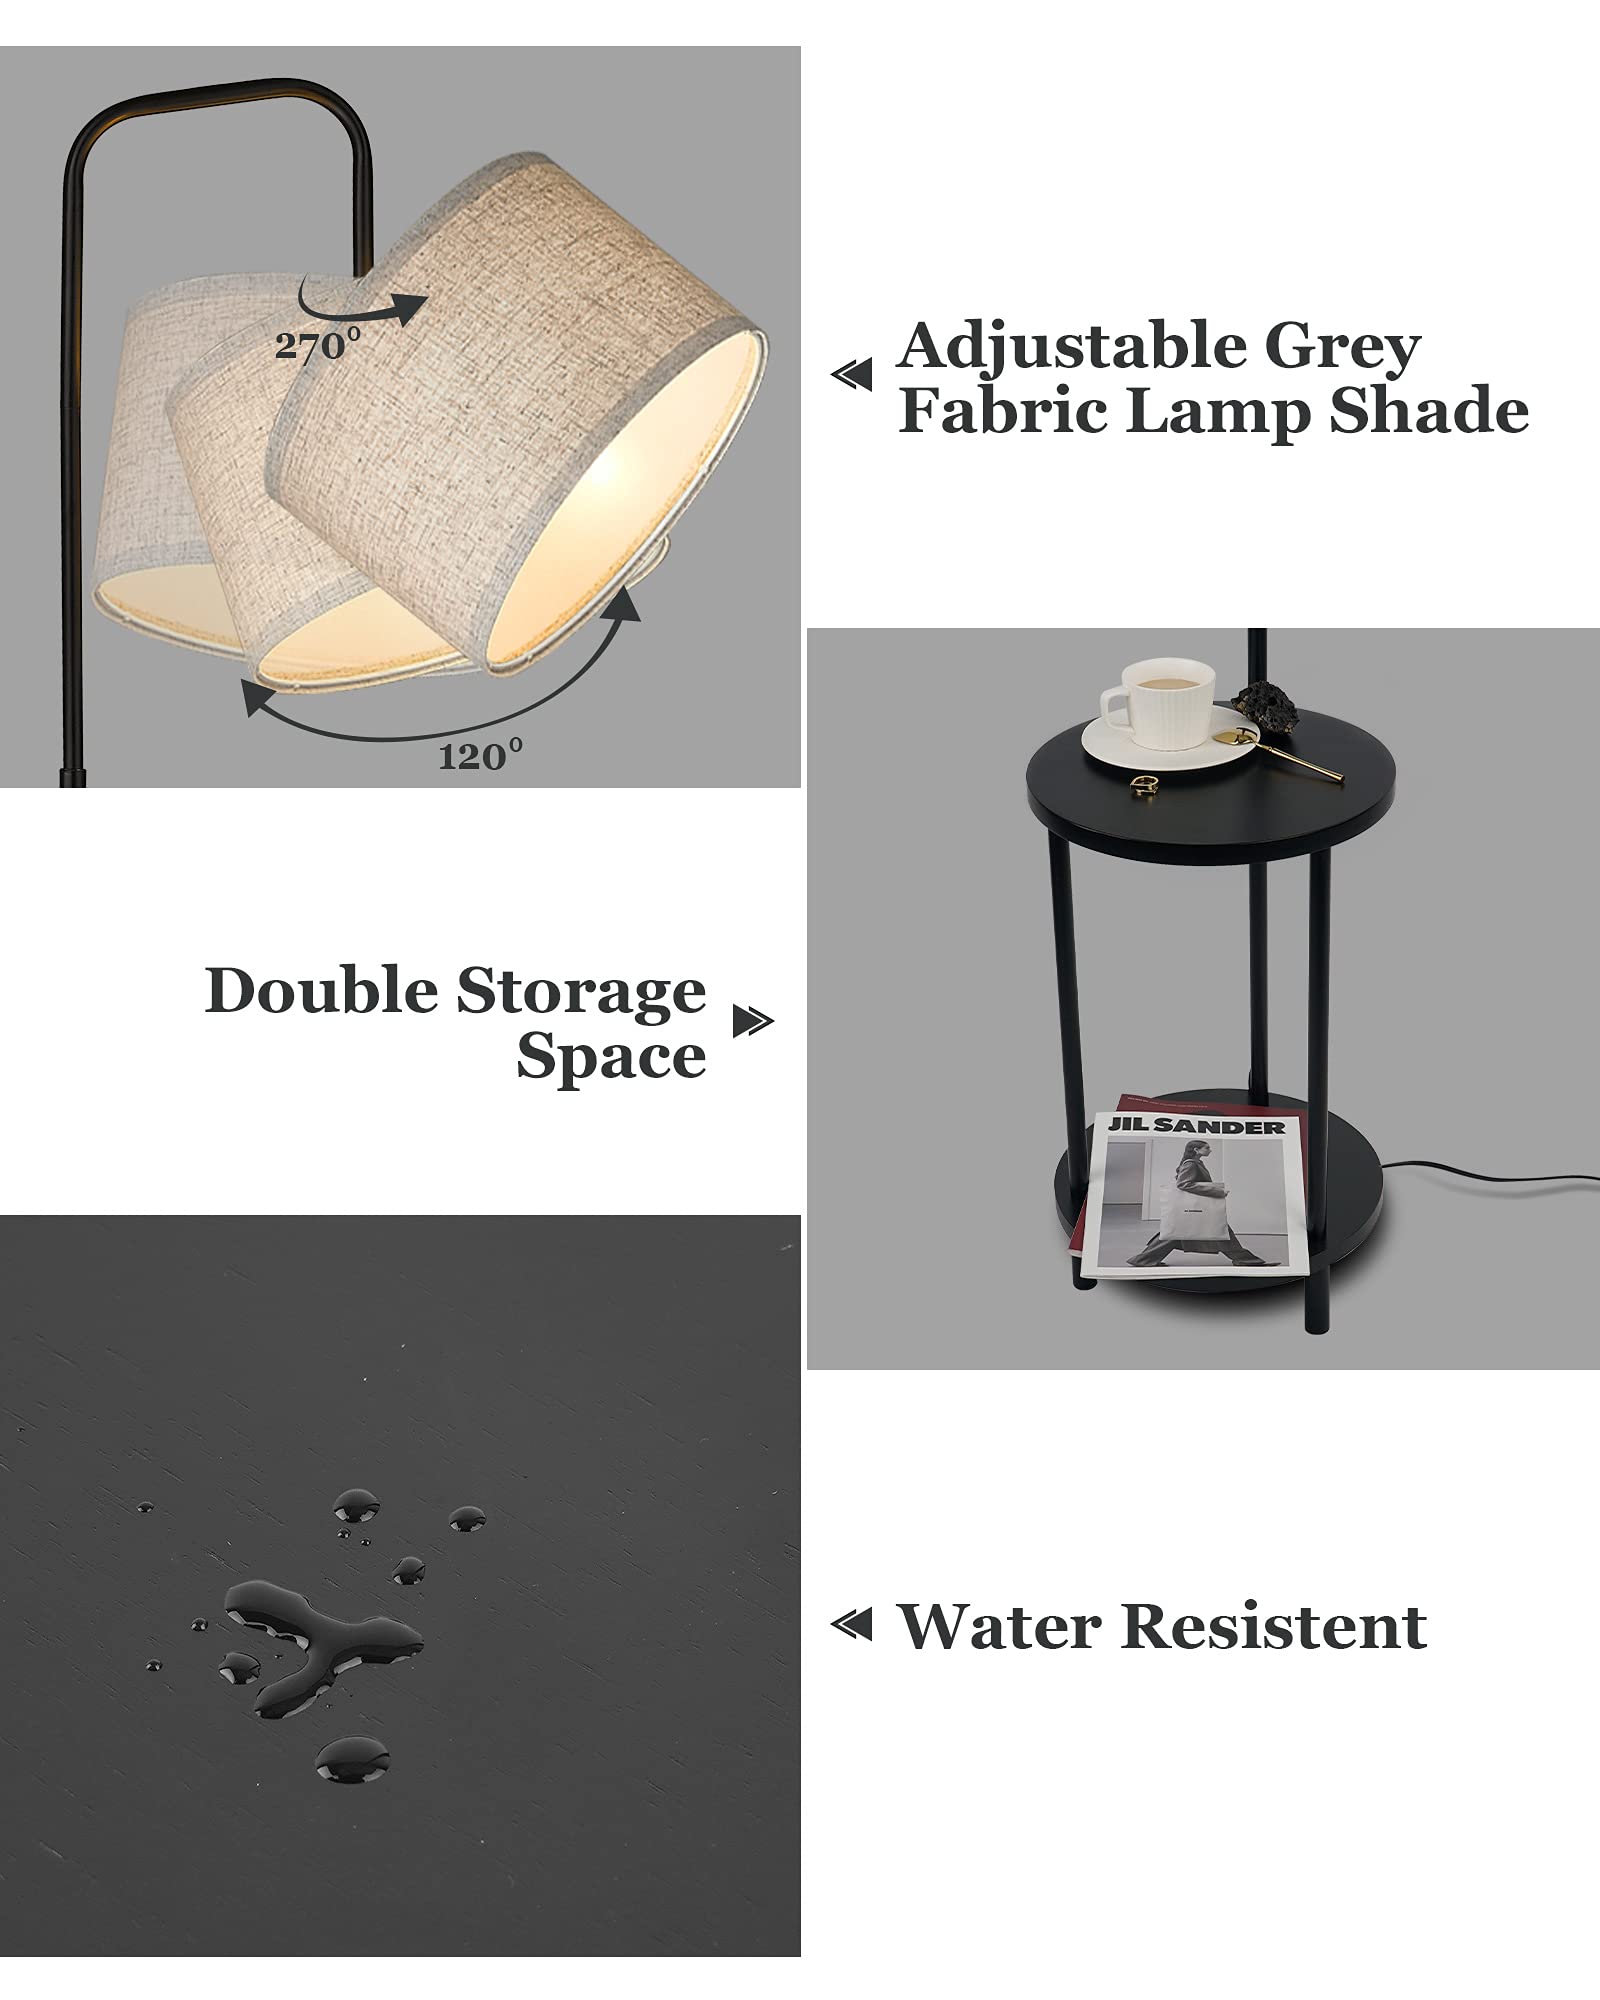 270°
120°
Adjustable Grey
Fabric Lamp Shade
Double Storage
Space
JIL SANDER
Water Resistent